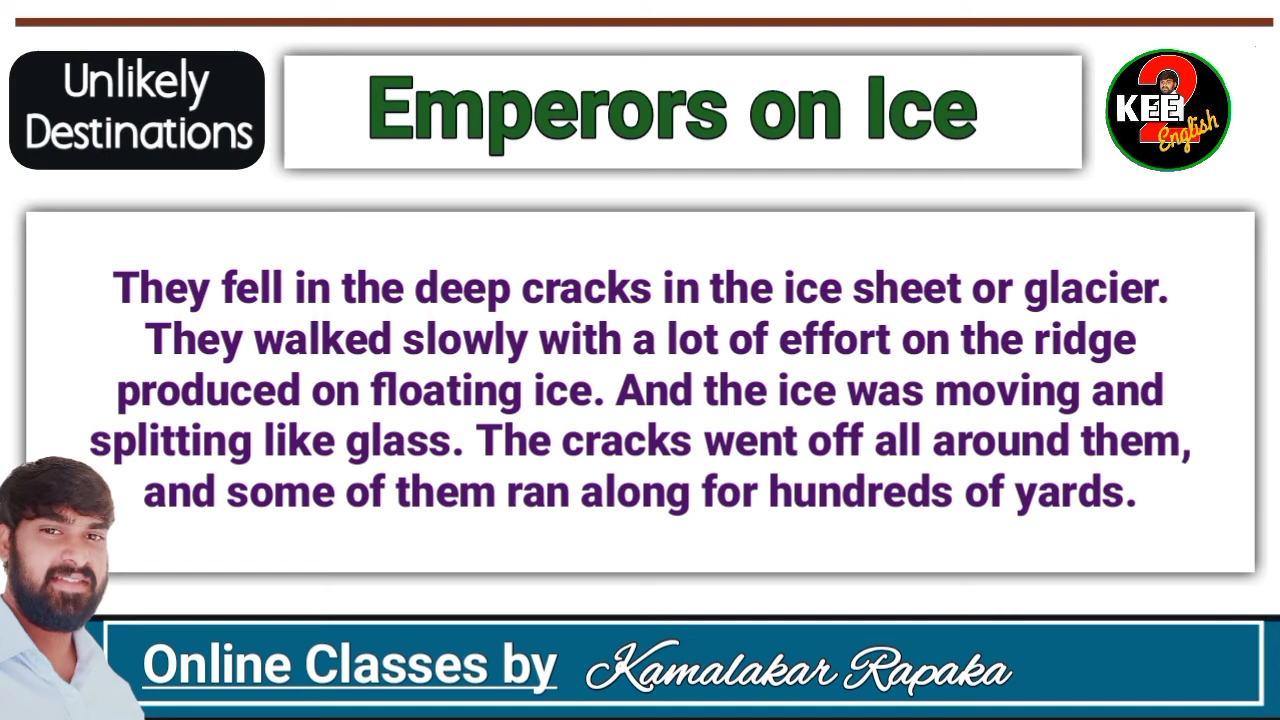 Unlikely
Destinations
Emperors on Ice
2
KEE
English
They fell in the deep cracks in the ice sheet or glacier.
They walked slowly with a lot of effort on the ridge
produced on floating ice. And the ice was moving and
splitting like glass. The cracks went off all around them,
and some of them ran along for hundreds of yards.
Online Classes by Kamalakar Rapaka